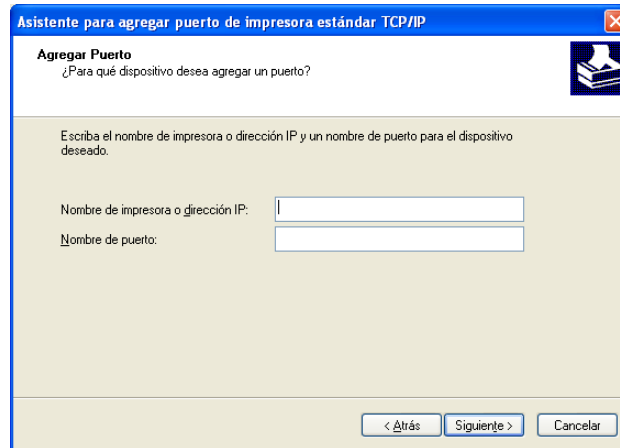 Asistente para agregar puerto de impresora estándar TCP/IP
Agregar Puerto
¿Para qué dispositivo desea agregar un puerto?
Escriba el nombre de impresora o dirección IP y un nombre de puerto para el dispositivo
deseado.
Nombre de impresora o dirección IP:
Nombre de puerto:
< Atrás Siguiente > Cancelar